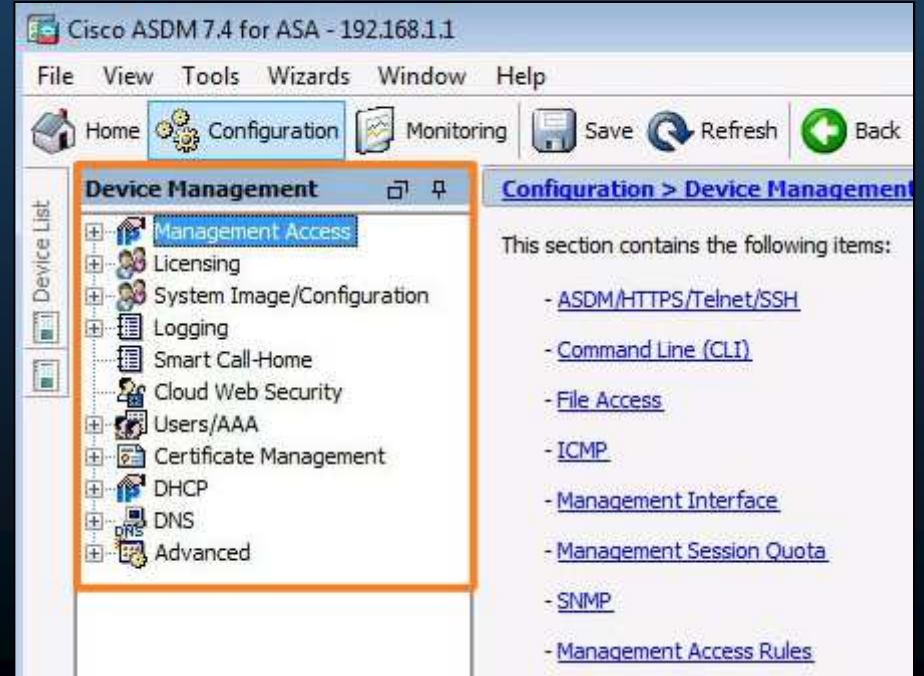 Cisco ASDM 7.4 for ASA - 192.168.1.1
File View Tools Wizards Window Help
Home Configuration Monitoring Save Refresh Back
Device List
Device Management
Management Access
Licensing
System Image/Configuration
Logging
Smart Call-Home
Cloud Web Security
Users/AAA
Certificate Management
DHCP
DNS
DNS
Advanced
Configuration > Device Management
This section contains the following items:
- ASDM/HTTPS/Telnet/SSH
- Command Line (CLI)
- File Access
- ICMP
- Management Interface
- Management Session Quota
- SNMP
- Management Access Rules